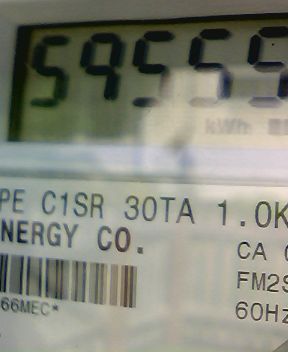 59555
kWh
PE C1SR 30TA 1.0K
NERGY CO.
CA
FM2S
66MEC*
60Hz